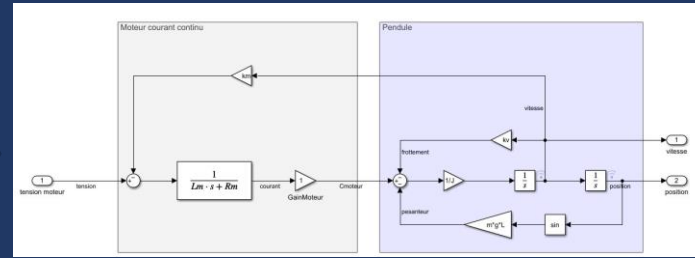 Moteur courant continu
Pendule
km
vitesse
kv
frottement
1
tension moteur
tension
1
Lm · s + Rm
courant
1
GainMoteur
Cmoteur
1/J
1
s
1
s
position
1
vitesse
2
position
pesanteur
m*g*L
sin